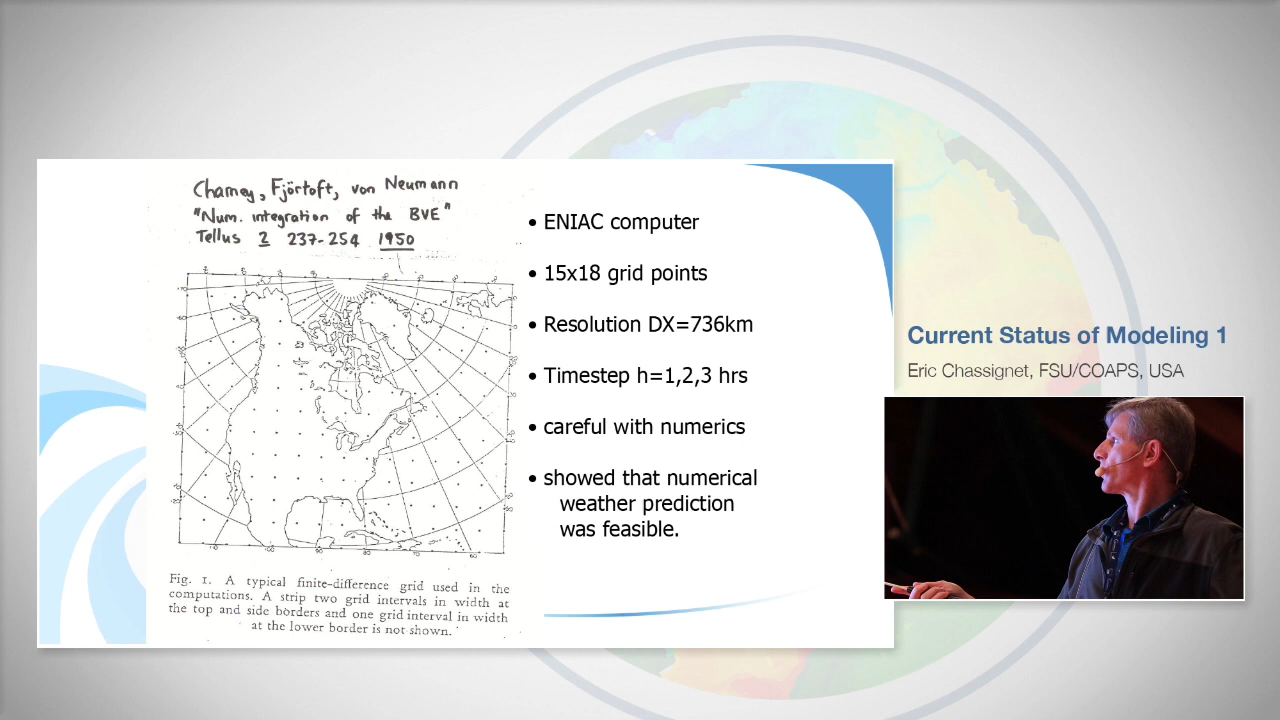 Charney, Fjörtoft, von Neumann
"Num. integration of the BVE"
Tellus 2 237-254 1950
Fig. 1. A typical finite-difference grid used in the
computations. A strip two grid intervals in width at
the top and side borders and one grid interval in width
at the lower border is not shown.
• ENIAC computer
• 15x18 grid points
• Resolution DX=736km
• Timestep h=1,2,3 hrs
• careful with numerics
• showed that numerical
weather prediction
was feasible.
Current Status of Modeling 1
Eric Chassignet, FSU/COAPS, USA